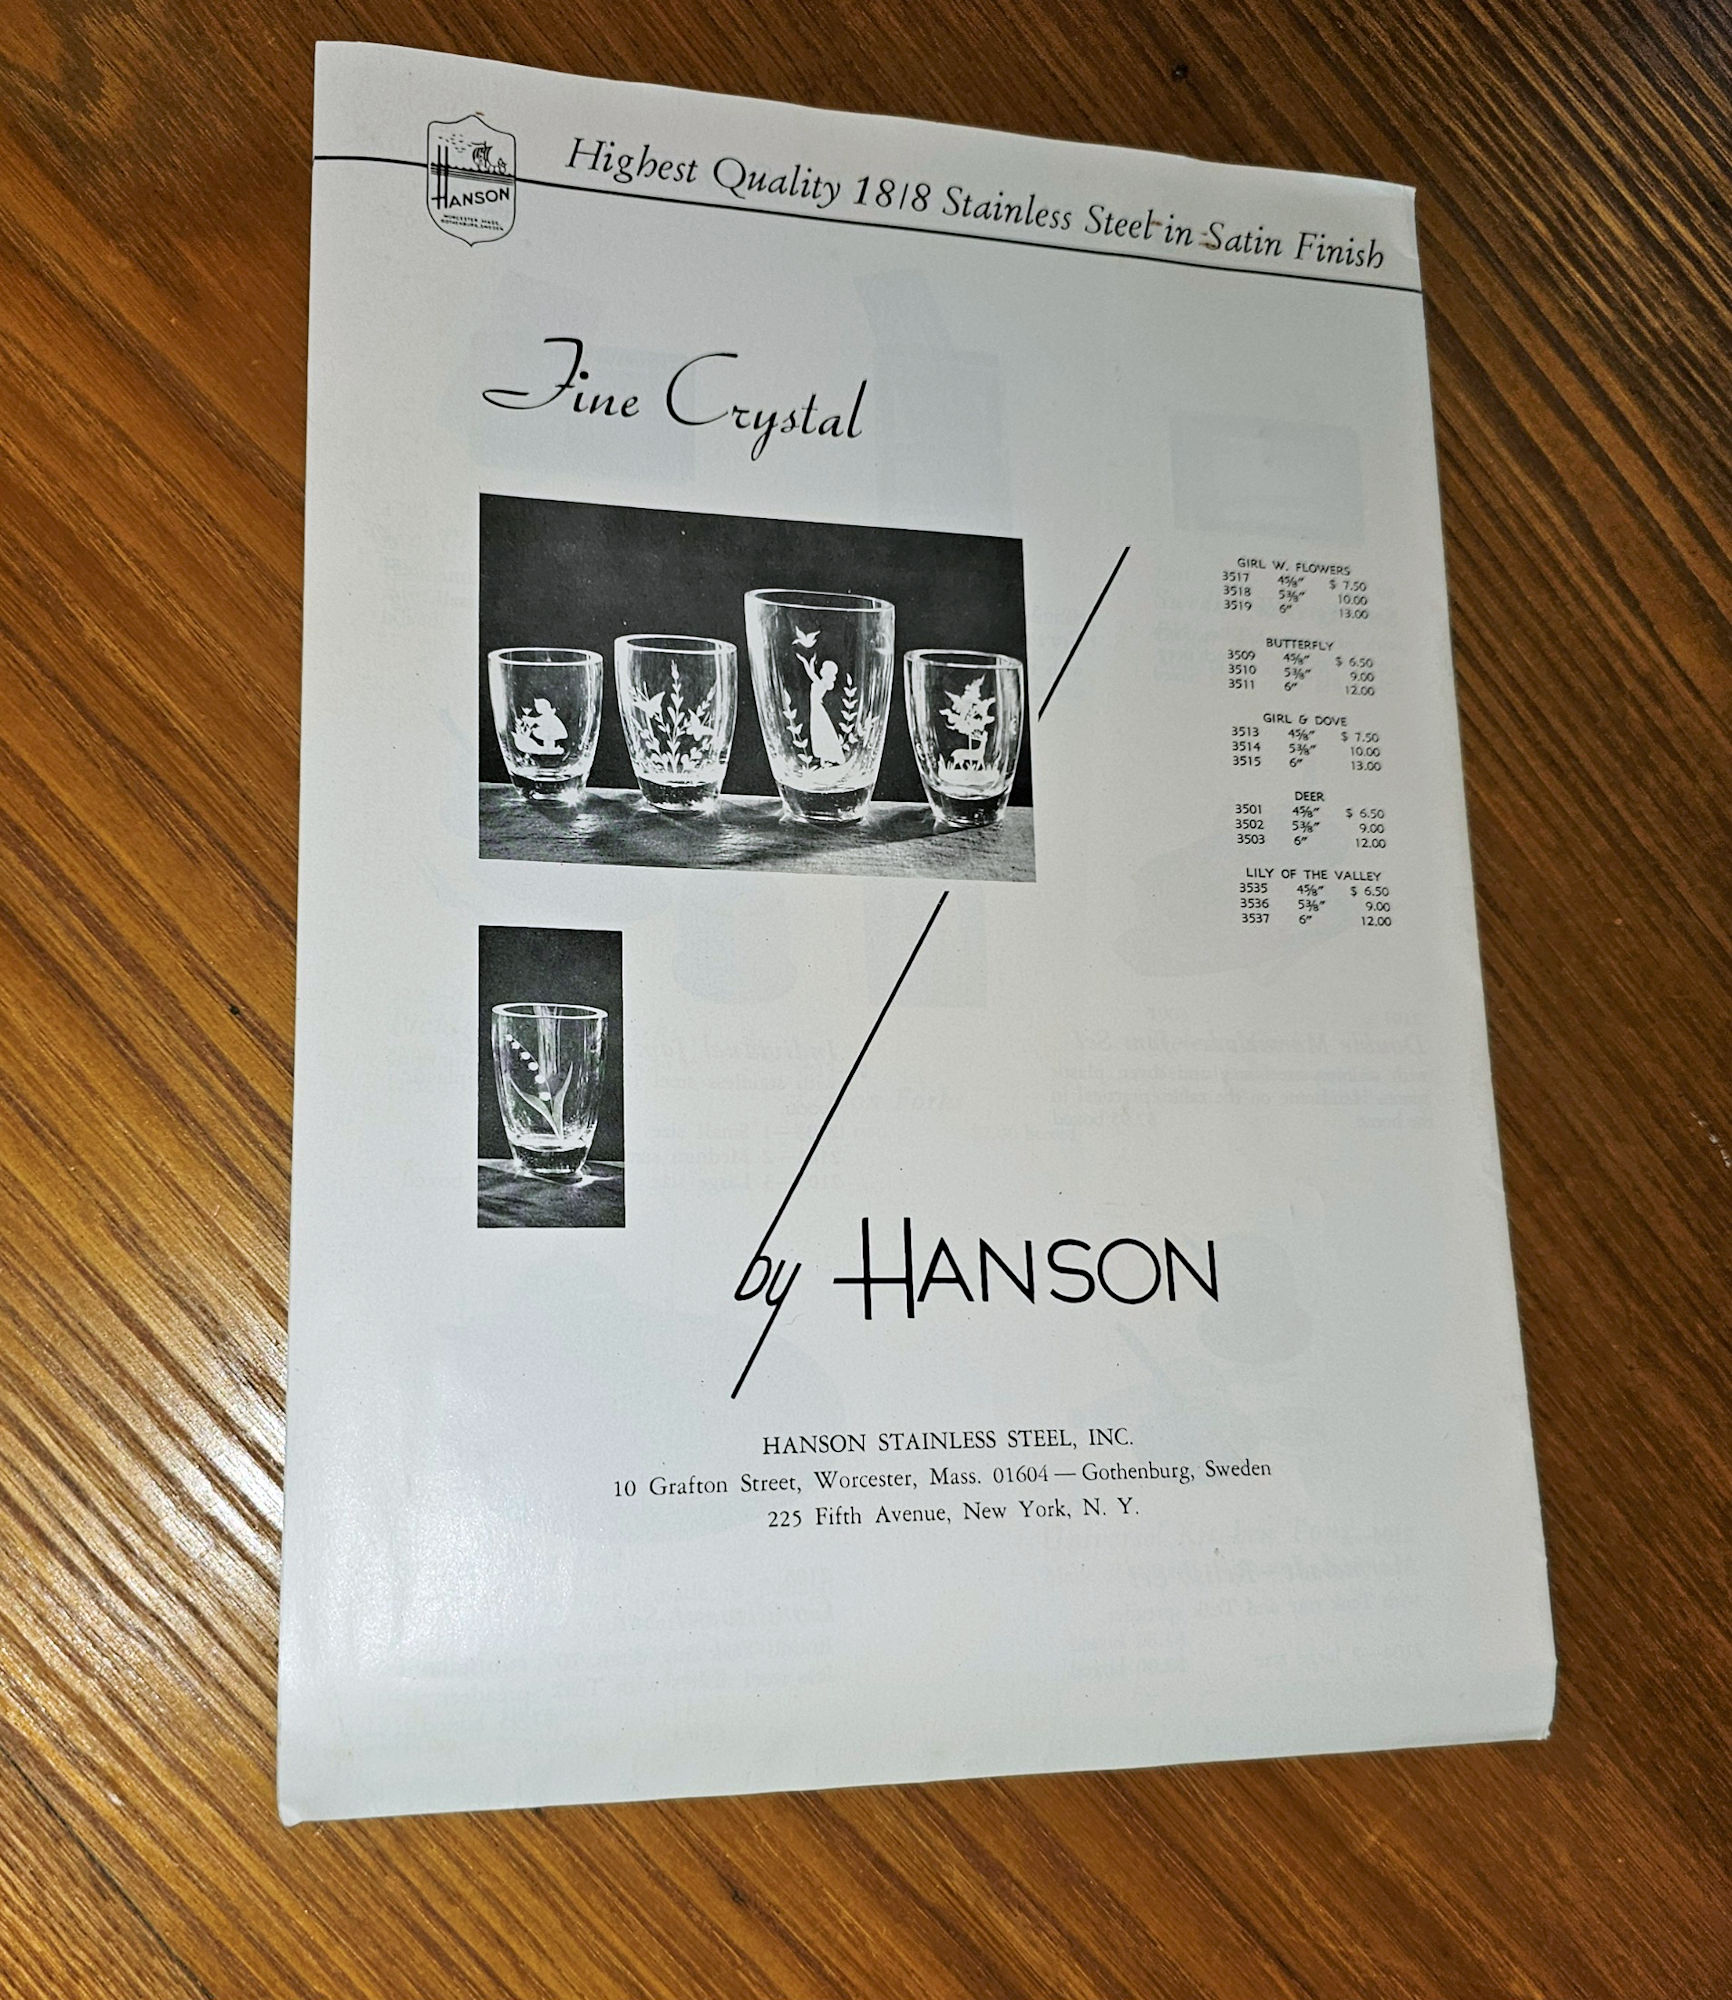 HANSON
WORCESTER, MASS.
GOTHENBURG, SWEDEN
Highest Quality 18/8 Stainless Steel in Satin Finish
Fine Crystal
GIRL W. FLOWERS
3517 4⅝" $ 7.50
3518 5⅜" 10.00
3519 6" 13.00
BUTTERFLY
3509 4⅝" $ 6.50
3510 5⅜" 9.00
3511 6" 12.00
GIRL & DOVE
3513 4⅝" $ 7.50
3514 5⅜" 10.00
3515 6" 13.00
DEER
3501 4⅝" $ 6.50
3502 5⅜" 9.00
3503 6" 12.00
LILY OF THE VALLEY
3535 4⅝" $ 6.50
3536 5⅜" 9.00
3537 6" 12.00
by HANSON
HANSON STAINLESS STEEL, INC.
10 Grafton Street, Worcester, Mass. 01604 — Gothenburg, Sweden
225 Fifth Avenue, New York, N. Y.